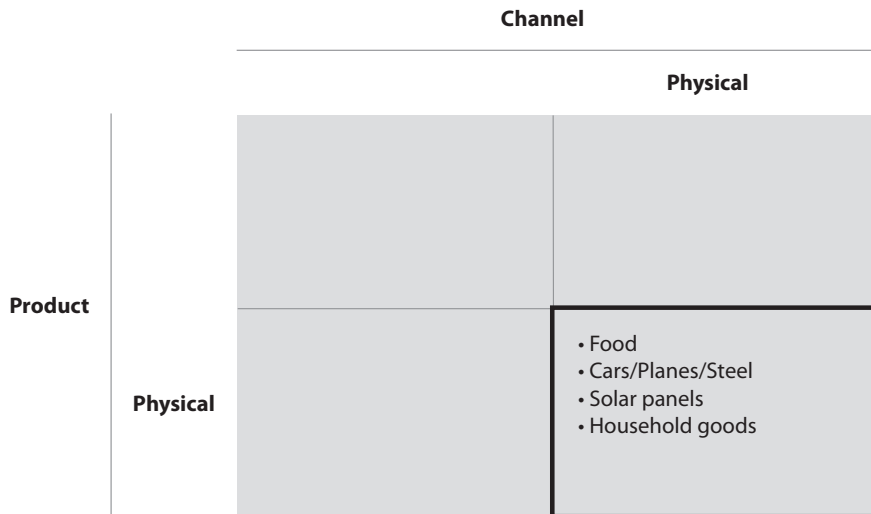 Channel
Physical
Product
Physical
• Food
• Cars/Planes/Steel
• Solar panels
• Household goods